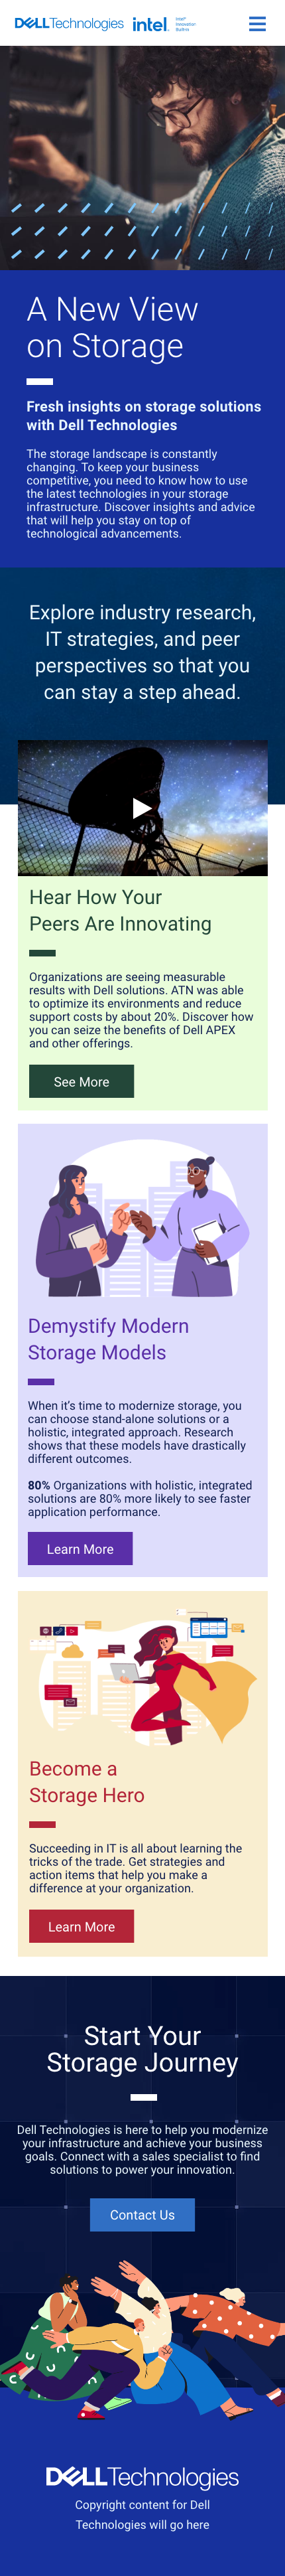 DELLTechnologies
intel.
Intel®
Innovation
Built-in
A New View
on Storage
Fresh insights on storage solutions
with Dell Technologies
The storage landscape is constantly
changing. To keep your business
competitive, you need to know how to use
the latest technologies in your storage
infrastructure. Discover insights and advice
that will help you stay on top of
technological advancements.
Explore industry research,
IT strategies, and peer
perspectives so that you
can stay a step ahead.
Hear How Your
Peers Are Innovating
Organizations are seeing measurable
results with Dell solutions. ATN was able
to optimize its environments and reduce
support costs by about 20%. Discover how
you can seize the benefits of Dell APEX
and other offerings.
See More
Demystify Modern
Storage Models
When it’s time to modernize storage, you
can choose stand-alone solutions or a
holistic, integrated approach. Research
shows that these models have drastically
different outcomes.
80% Organizations with holistic, integrated
solutions are 80% more likely to see faster
application performance.
Learn More
Become a
Storage Hero
Succeeding in IT is all about learning the
tricks of the trade. Get strategies and
action items that help you make a
difference at your organization.
Learn More
Start Your
Storage Journey
Dell Technologies is here to help you modernize
your infrastructure and achieve your business
goals. Connect with a sales specialist to find
solutions to power your innovation.
Contact Us
DELLTechnologies
Copyright content for Dell
Technologies will go here